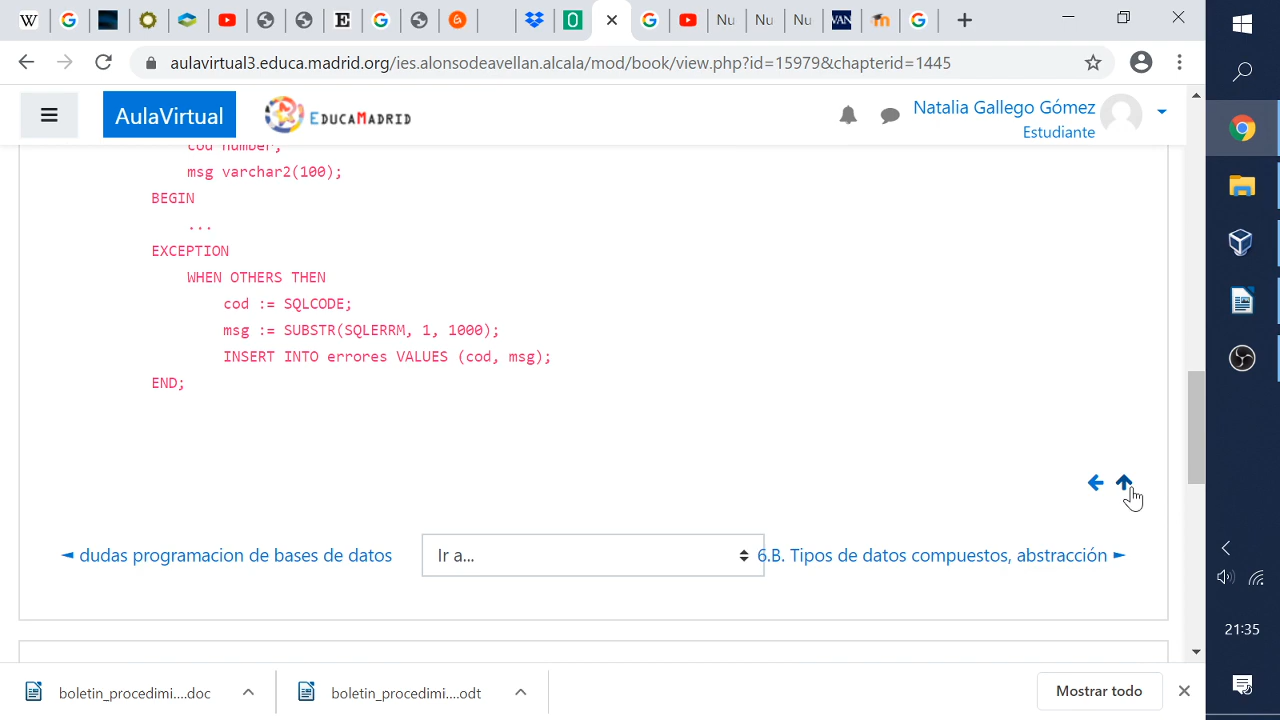 aulavirtual3.educa.madrid.org/ies.alonsodeavellan.alcala/mod/book/view.php?id=15979&chapterid=1445
AulaVirtual
EDUCAMADRID
Natalia Gallego Gómez
Estudiante
cod number;
msg varchar2(100);
BEGIN
...
EXCEPTION
WHEN OTHERS THEN
cod := SQLCODE;
msg := SUBSTR(SQLERRM, 1, 1000);
INSERT INTO errores VALUES (cod, msg);
END;
◄ dudas programacion de bases de datos
Ir a...
6.B. Tipos de datos compuestos, abstracción ►
21:35
boletin_procedimi....doc
boletin_procedimi....odt
Mostrar todo